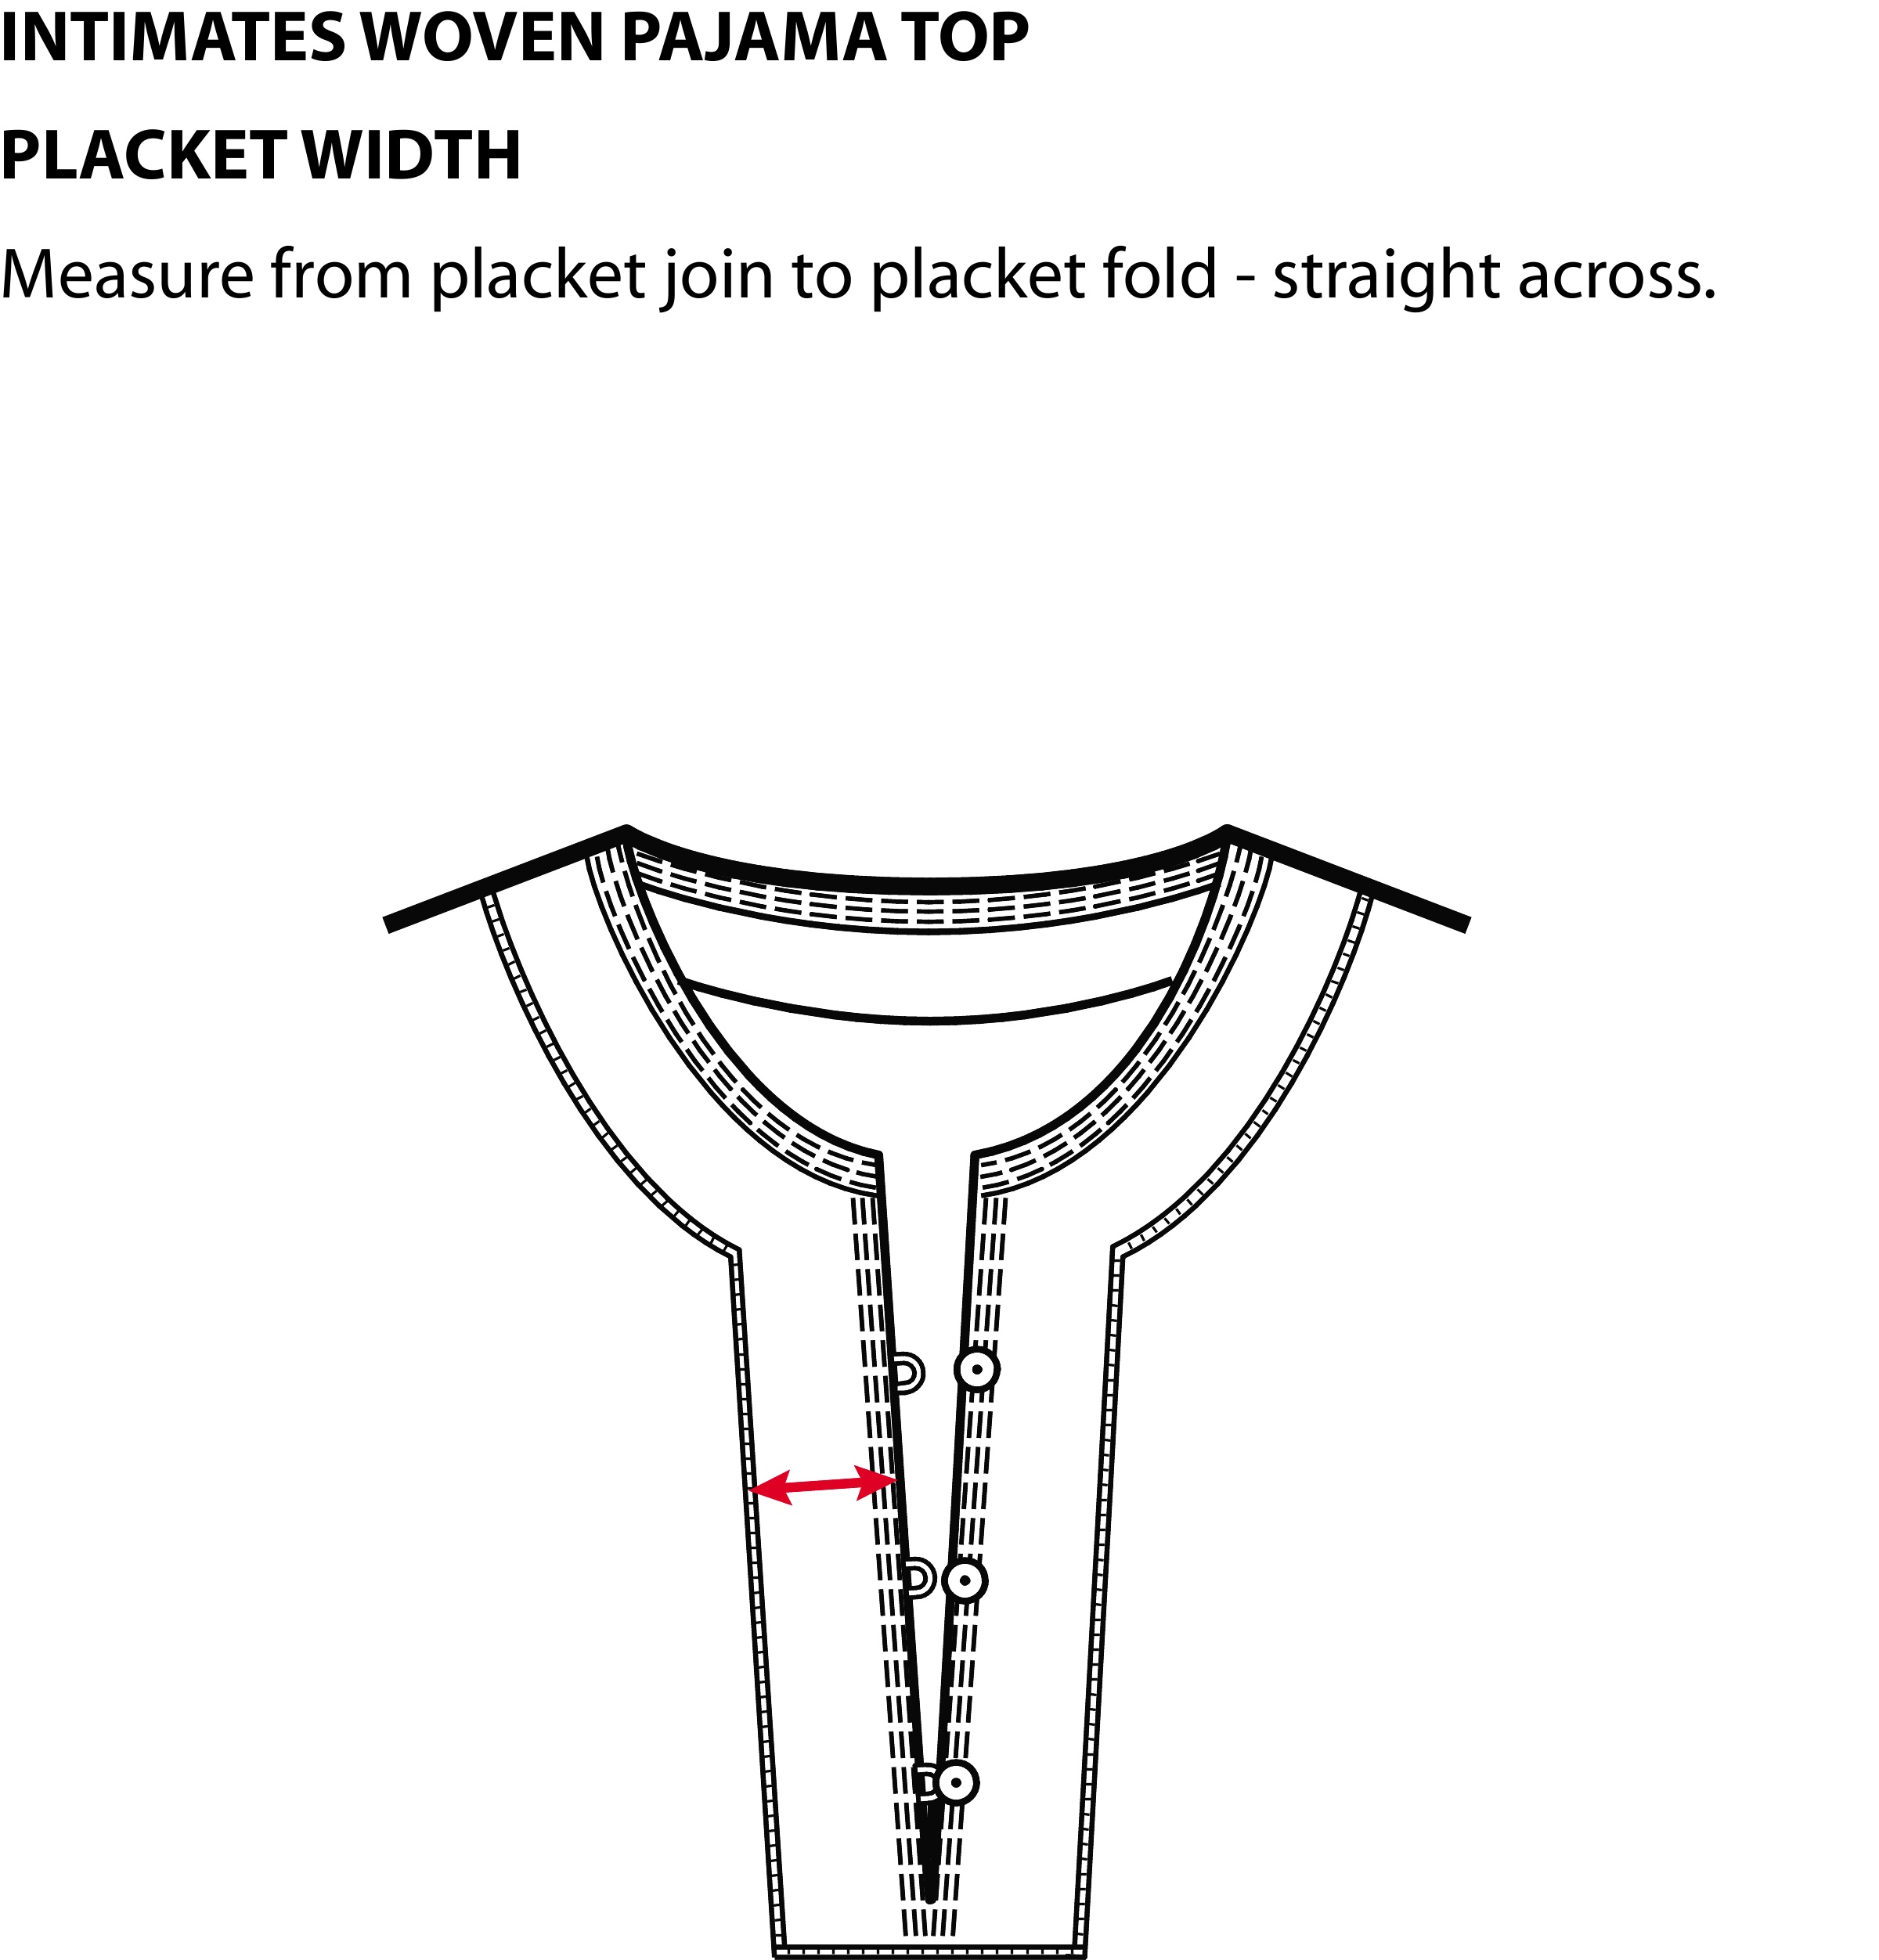 INTIMATES WOVEN PAJAMA TOP
PLACKET WIDTH
Measure from placket join to placket fold - straight across.